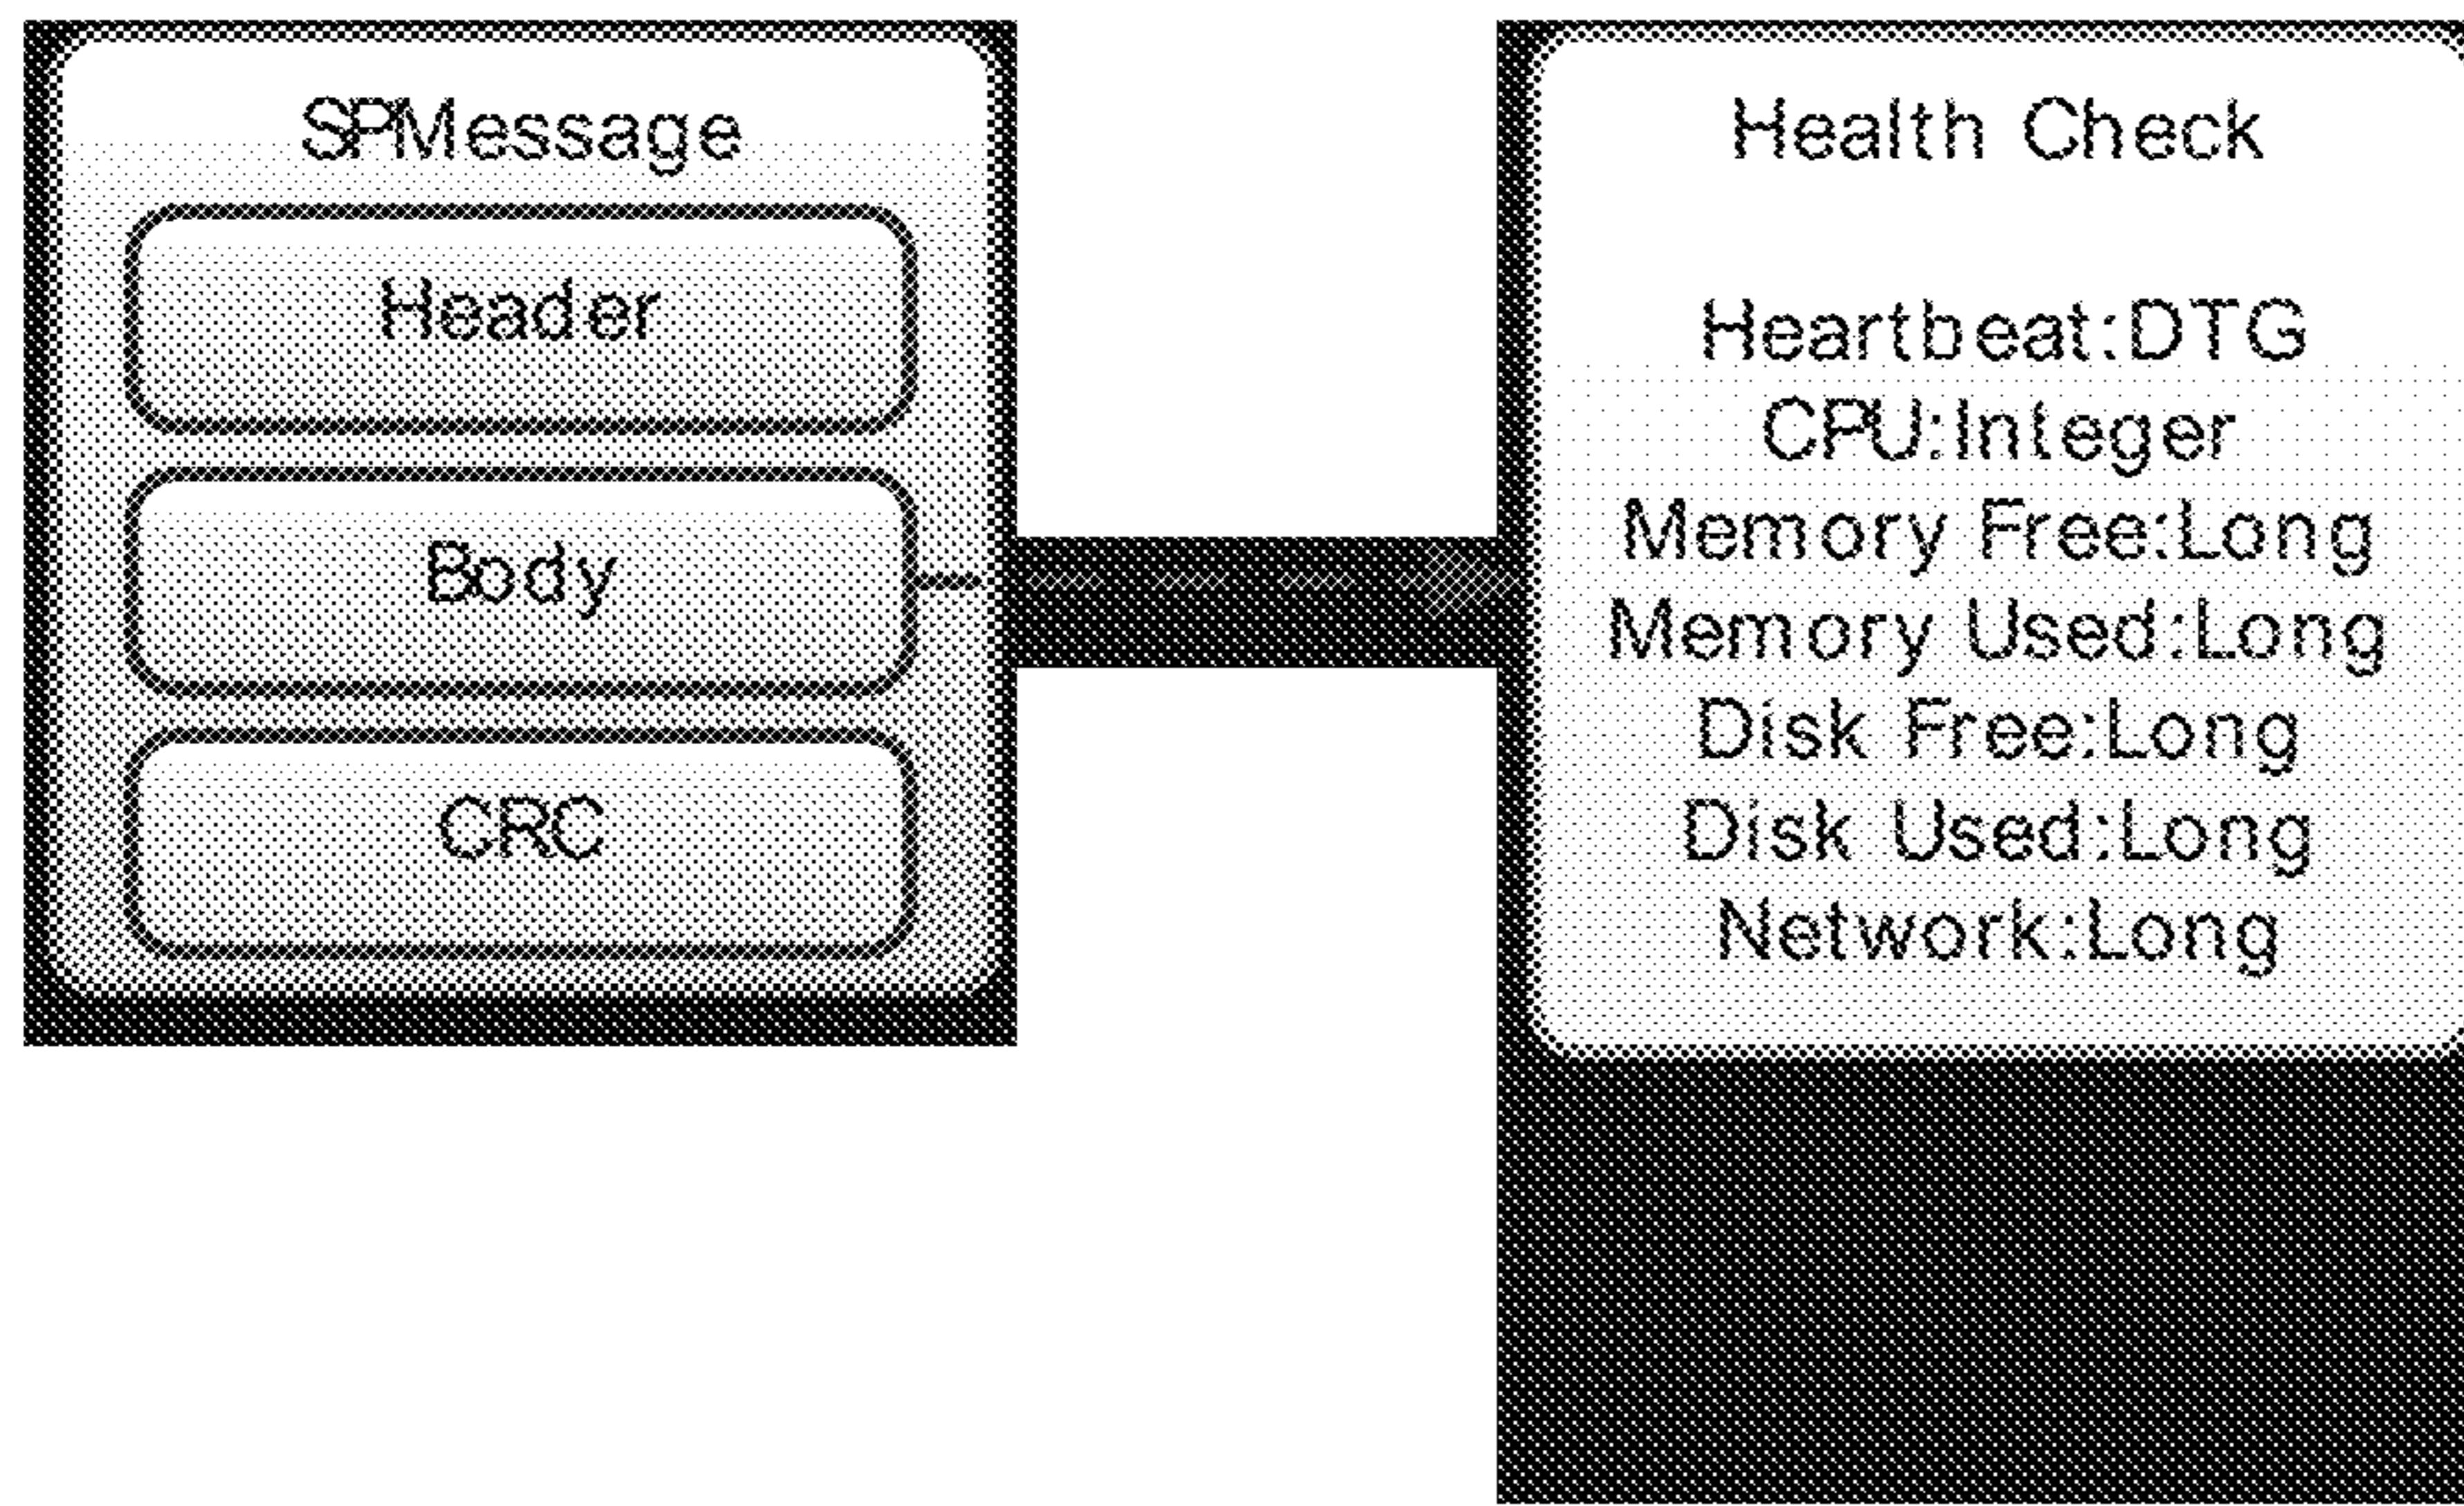 SPMessage
Header
Body
CRC
Health Check
Heartbeat:DTG
CPU:Integer
Memory Free:Long
Memory Used:Long
Disk Free:Long
Disk Used:Long
Network:Long